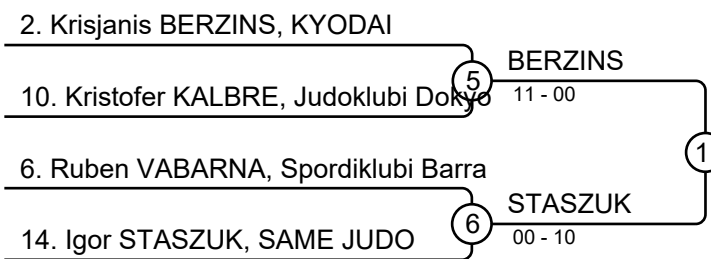 2. Krisjanis BERZINS, KYODAI
BERZINS
5
10. Kristofer KALBRE, Judoklubi Dokyo
11 - 00
1
6. Ruben VABARNA, Spordiklubi Barra
STASZUK
6
14. Igor STASZUK, SAME JUDO
00 - 10